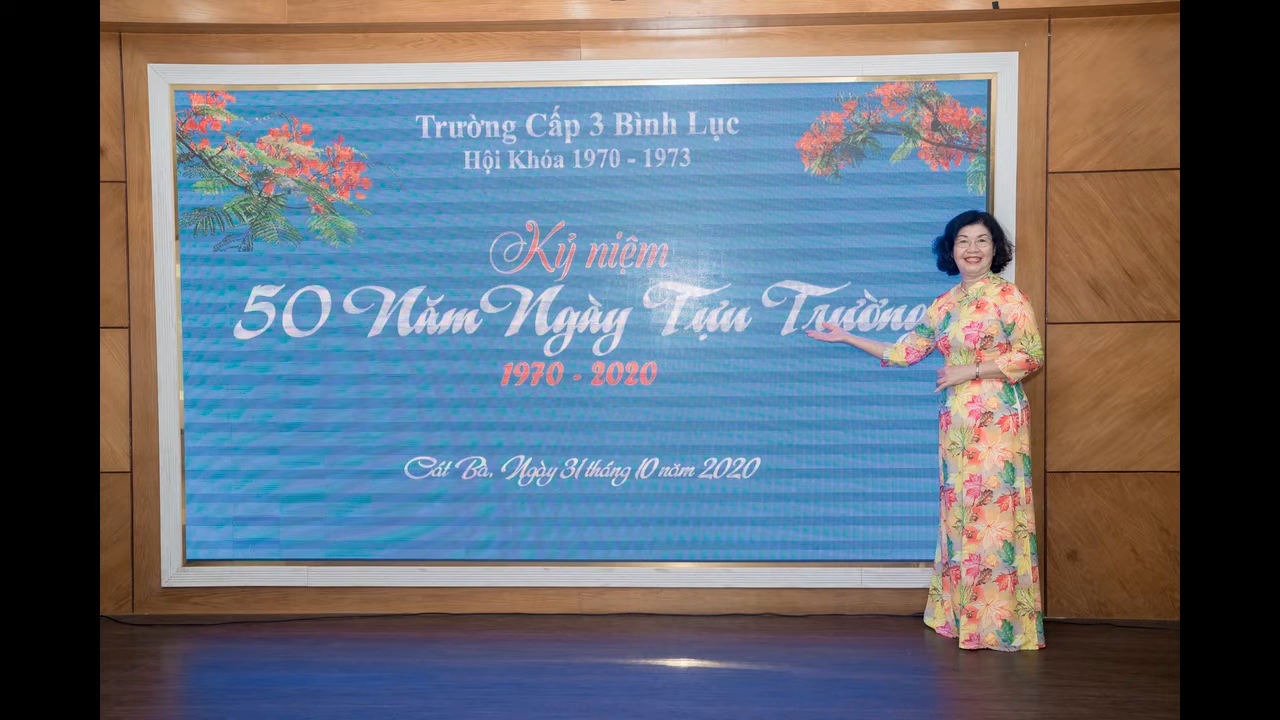 Trường Cấp 3 Bình Lục
Hội Khóa 1970 - 1973
Kỷ niệm
50 Năm Ngày Tựu Trường
1970 - 2020
Cát Bà, Ngày 31 tháng 10 năm 2020